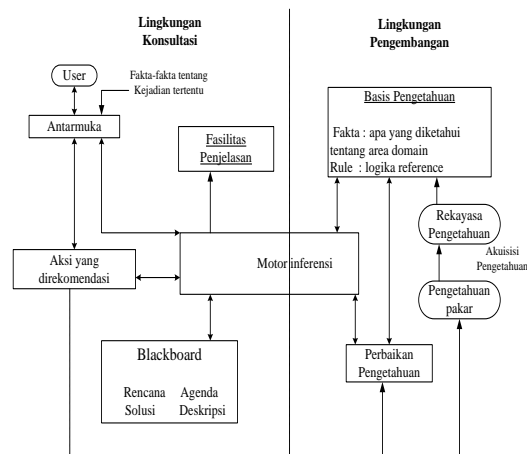 Lingkungan
Konsultasi
Lingkungan
Pengembangan
User
Fakta-fakta tentang
Kejadian tertentu
Antarmuka
Fasilitas
Penjelasan
Basis Pengetahuan
Fakta : apa yang diketahui
tentang area domain
Rule : logika reference
Rekayasa
Pengetahuan
Akuisisi
Pengetahuan
Pengetahuan
pakar
Aksi yang
direkomendasi
Motor inferensi
Blackboard
Rencana Agenda
Solusi Deskripsi
Perbaikan
Pengetahuan